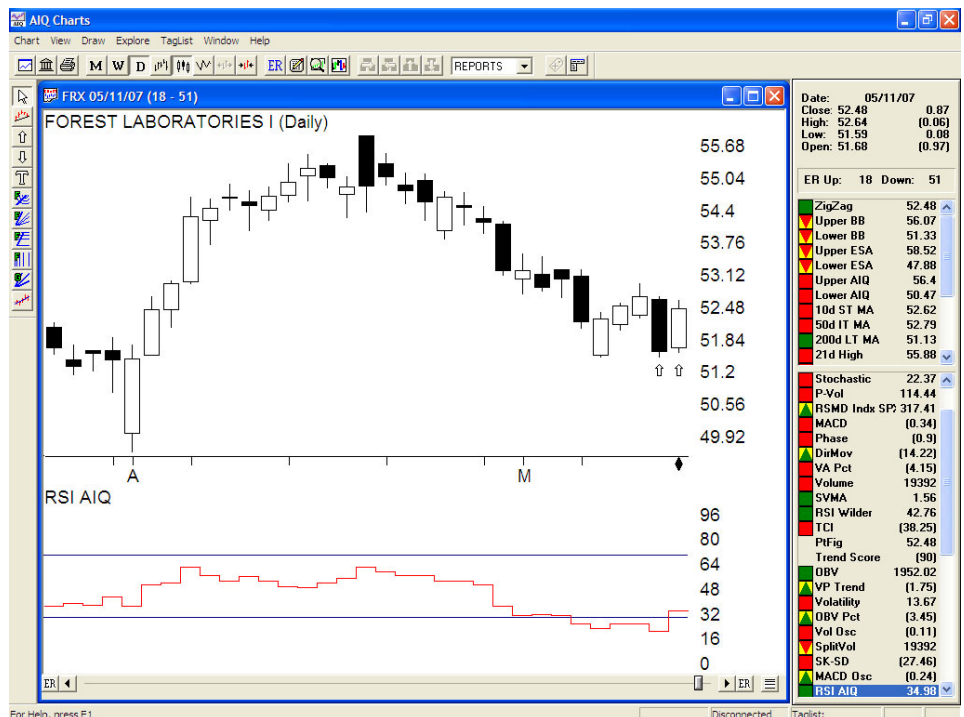 AIQ Charts
Chart View Draw Explore TagList Window Help
M W D ER REPORTS
FRX 05/11/07 (18 - 51)
FOREST LABORATORIES I (Daily)
55.68
55.04
54.4
53.76
53.12
52.48
51.84
51.2
50.56
49.92
A M
RSI AIQ
96
80
64
48
32
16
0
ER ER
Date: 05/11/07
Close: 52.48 0.87
High: 52.64 (0.06)
Low: 51.59 0.08
Open: 51.68 (0.97)
ER Up: 18 Down: 51
ZigZag 52.48
Upper BB 56.07
Lower BB 51.33
Upper ESA 58.52
Lower ESA 47.88
Upper AIQ 56.4
Lower AIQ 50.47
10d ST MA 52.62
50d IT MA 52.79
200d LT MA 51.13
21d High 55.88
Stochastic 22.37
P-Vol 114.44
RSMD Indx SP 317.41
MACD (0.34)
Phase (0.9)
DirMov (14.22)
VA Pct (4.15)
Volume 19392
SVMA 1.56
RSI Wilder 42.76
TCI (38.25)
PtFig 52.48
Trend Score (90)
OBV 1952.02
VP Trend (1.75)
Volatility 13.67
OBV Pct (3.45)
Vol Osc (0.11)
SplitVol 19392
SK-SD (27.46)
MACD Osc (0.24)
RSI AIQ 34.98
For Help, press F1 Disconnected Taglist: